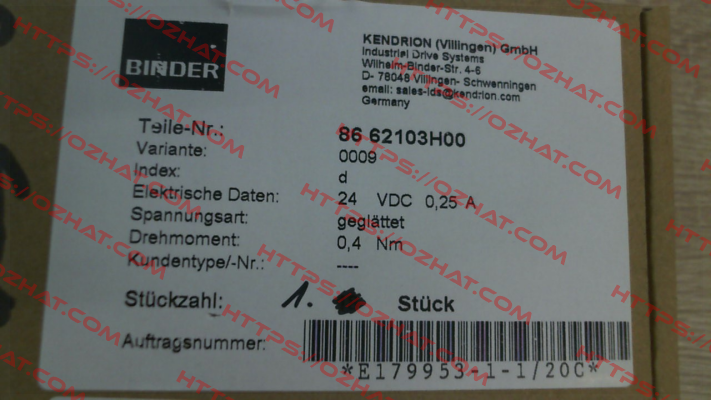 BINDER
KENDRION (Villingen) GmbH
Industrial Drive Systems
Wilhelm-Binder-Str. 4-6
D- 78048 Villingen- Schwenningen
email: sales-ids@kendrion.com
Germany
Teile-Nr.: 86 62103H00
Variante: 0009
Index: d
Elektrische Daten: 24 VDC 0,25 A
Spannungsart: geglättet
Drehmoment: 0,4 Nm
Kundentype/-Nr.: ----
Stückzahl: 1. Stück
Auftragsnummer:
*E179953-1-1/20C*
HTTPS://OZHAT.COM